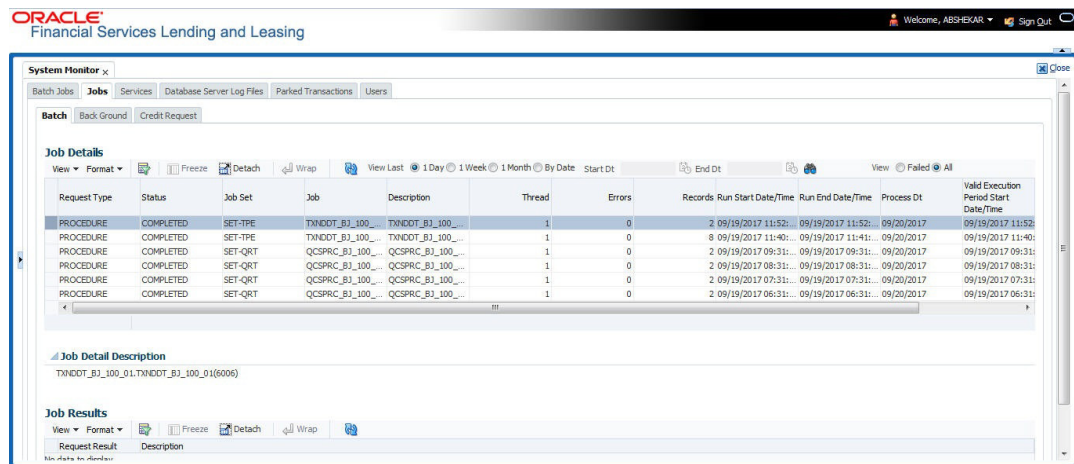 ORACLE
Welcome, ABSHEKAR Sign Out
Financial Services Lending and Leasing
System Monitor x
Close
Batch Jobs Jobs Services Database Server Log Files Parked Transactions Users
Batch Back Ground Credit Request
Job Details
View Format Freeze Detach Wrap View Last 1 Day 1 Week 1 Month By Date Start Dt End Dt View Failed All
Request Type Status Job Set Job Description Thread Errors Records Run Start Date/Time Run End Date/Time Process Dt Valid Execution Period Start Date/Time
PROCEDURE COMPLETED SET-TPE TXNDDT_BJ_100_... TXNDDT_BJ_100_... 1 0 2 09/19/2017 11:52:... 09/19/2017 11:52:... 09/20/2017 09/19/2017 11:52:
PROCEDURE COMPLETED SET-TPE TXNDDT_BJ_100_... TXNDDT_BJ_100_... 1 0 8 09/19/2017 11:40:... 09/19/2017 11:41:... 09/20/2017 09/19/2017 11:40:
PROCEDURE COMPLETED SET-QRT QCSPRC_BJ_100_... QCSPRC_BJ_100_... 1 0 2 09/19/2017 09:31:... 09/19/2017 09:31:... 09/20/2017 09/19/2017 09:31:
PROCEDURE COMPLETED SET-QRT QCSPRC_BJ_100_... QCSPRC_BJ_100_... 1 0 2 09/19/2017 08:31:... 09/19/2017 08:31:... 09/20/2017 09/19/2017 08:31:
PROCEDURE COMPLETED SET-QRT QCSPRC_BJ_100_... QCSPRC_BJ_100_... 1 0 2 09/19/2017 07:31:... 09/19/2017 07:31:... 09/20/2017 09/19/2017 07:31:
PROCEDURE COMPLETED SET-QRT QCSPRC_BJ_100_... QCSPRC_BJ_100_... 1 0 2 09/19/2017 06:31:... 09/19/2017 06:31:... 09/20/2017 09/19/2017 06:31:
Job Detail Description
TXNDDT_BJ_100_01.TXNDDT_BJ_100_01(6006)
Job Results
View Format Freeze Detach Wrap
Request Result Description
No data to display